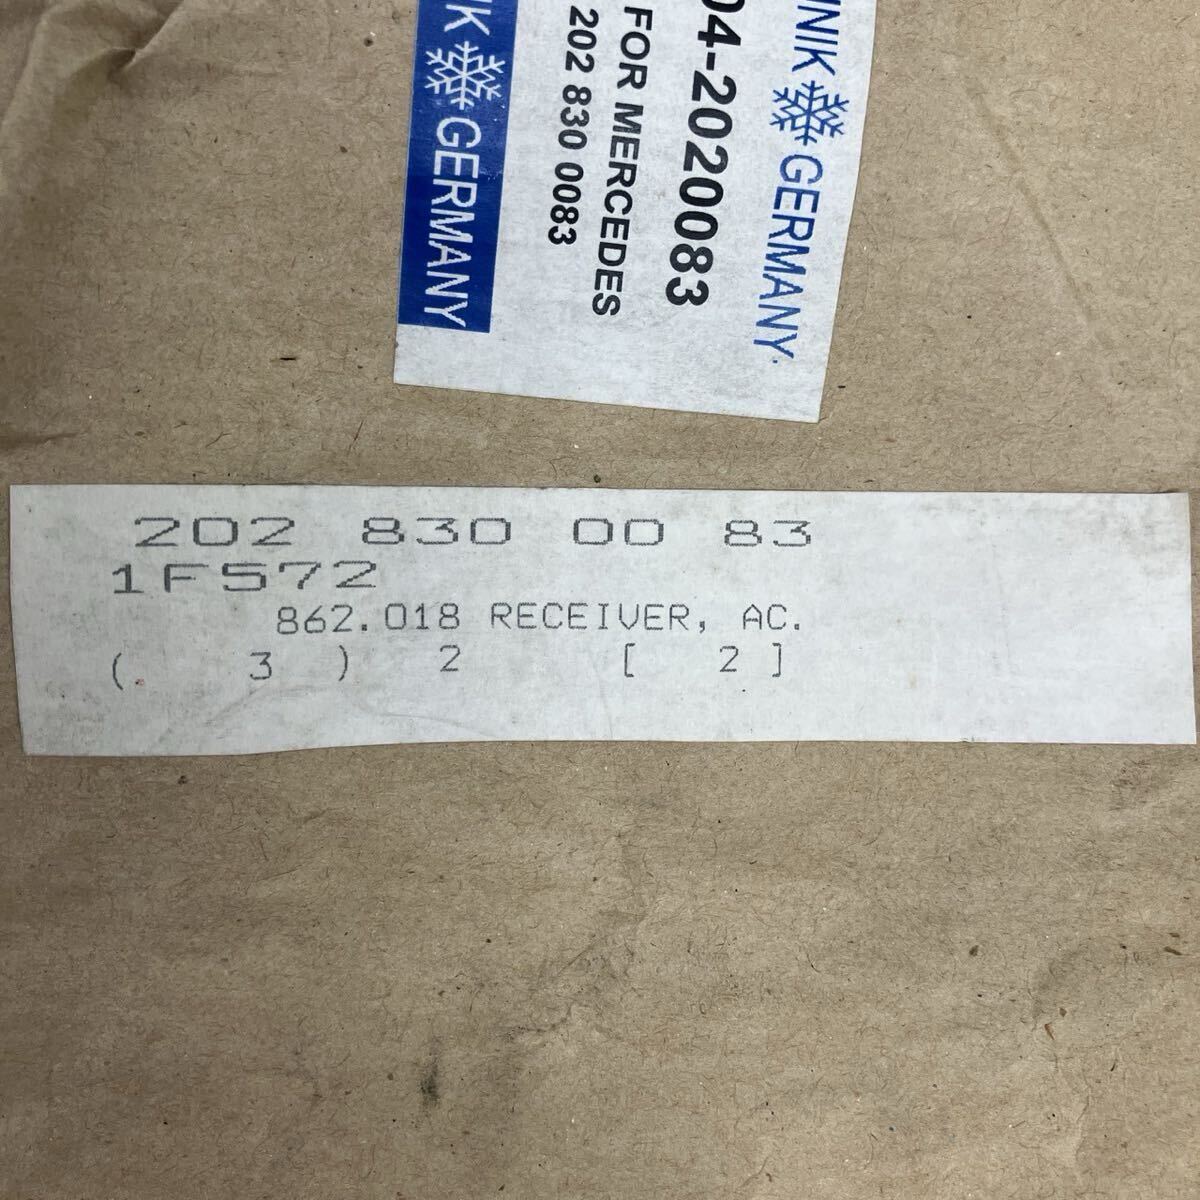 NIK GERMANY.
04-2020083
FOR MERCEDES
202 830 0083
GERMANY
202 830 00 83
1F572
862.018 RECEIVER, AC.
( 3 ) 2 [ 2 ]